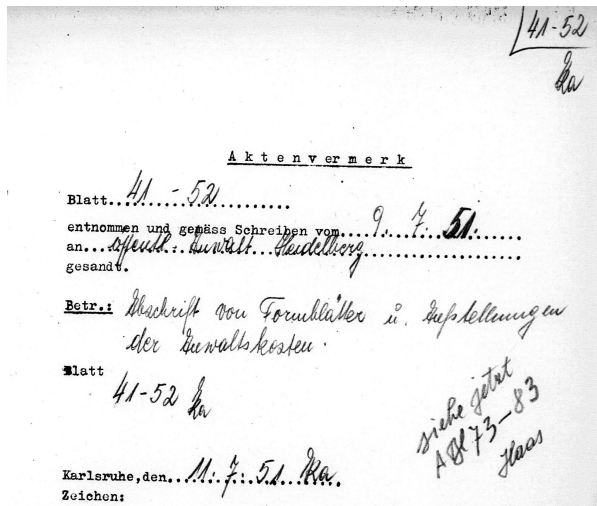 41-52
Ka
Aktenvermerk
Blatt 41 - 52
entnommen und gemäss Schreiben vom 9. 7. 51.
an öffentl. Anwalt Heidelberg
gesandt.
Betr.: Abschrift von Formblätter u. Aufstellungen
der Anwaltskosten.
Blatt
41-52 Ka
siehe jetzt
ABl 73-83
Haas
Karlsruhe, den 11. 7. 51. Ka.
Zeichen: